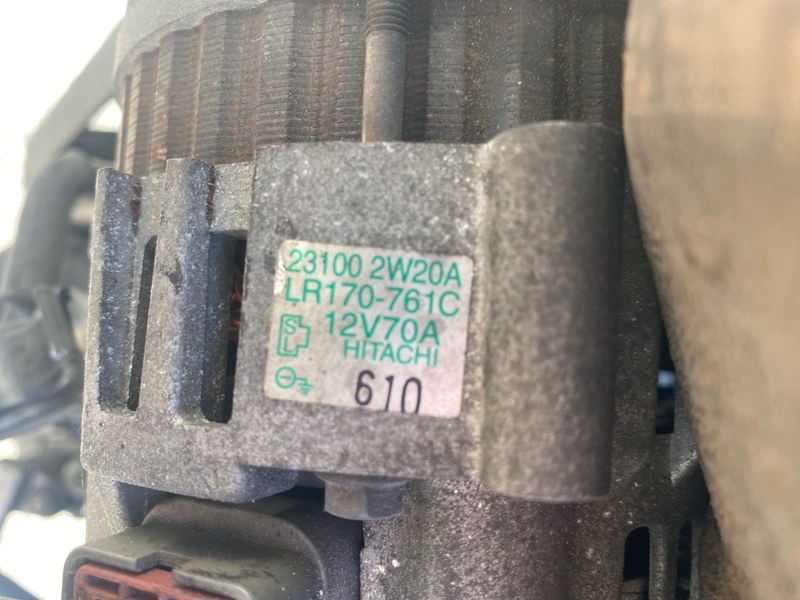 23100 2W20A
LR170-761C
S
L
12V70A
HITACHI
610